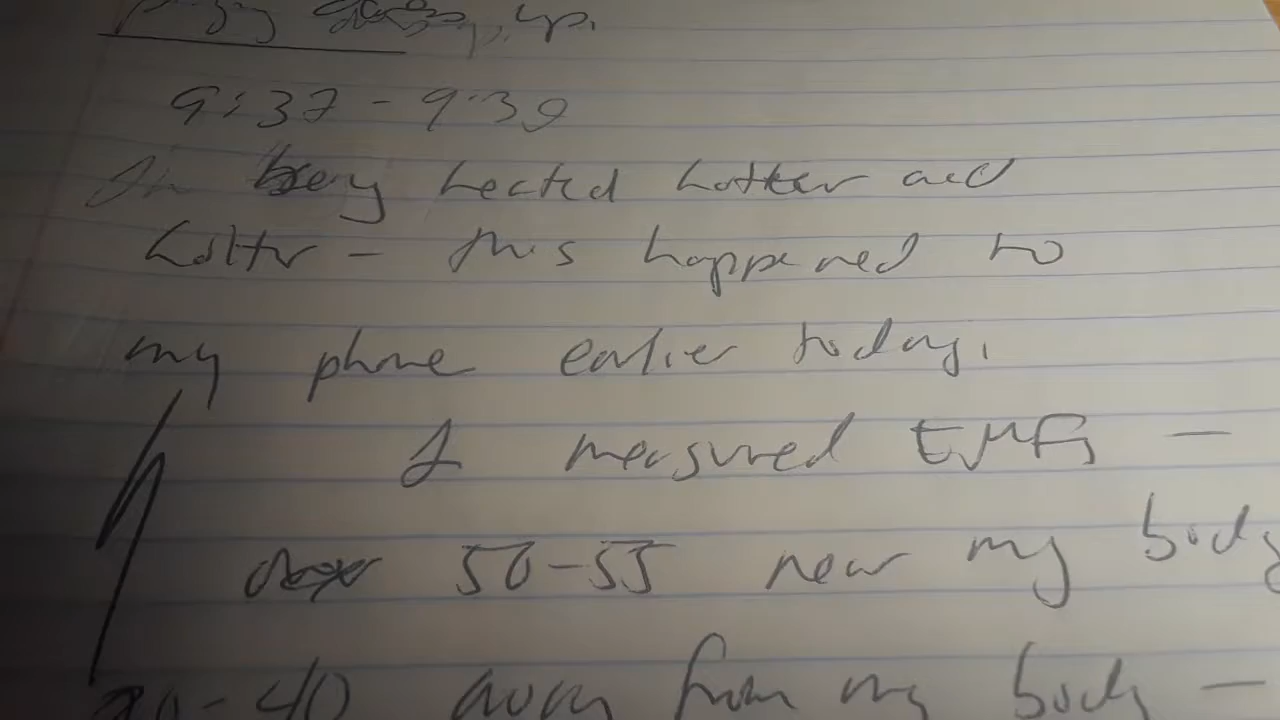 9:37 - 9:39
being heated hotter and
hotter - this happened to
my phone earlier today.
I measured EMFs -
50-55 near my body
-40 away from my body -